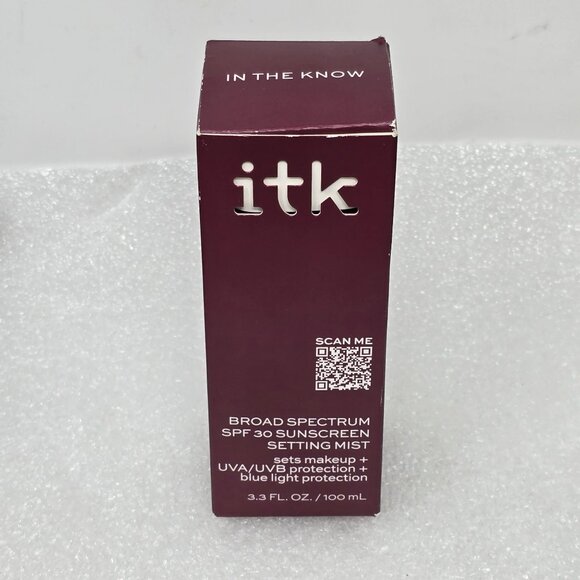 IN THE KNOW
itk
SCAN ME
BROAD SPECTRUM
SPF 30 SUNSCREEN
SETTING MIST
sets makeup +
UVA/UVB protection +
blue light protection
3.3 FL. OZ. / 100 mL